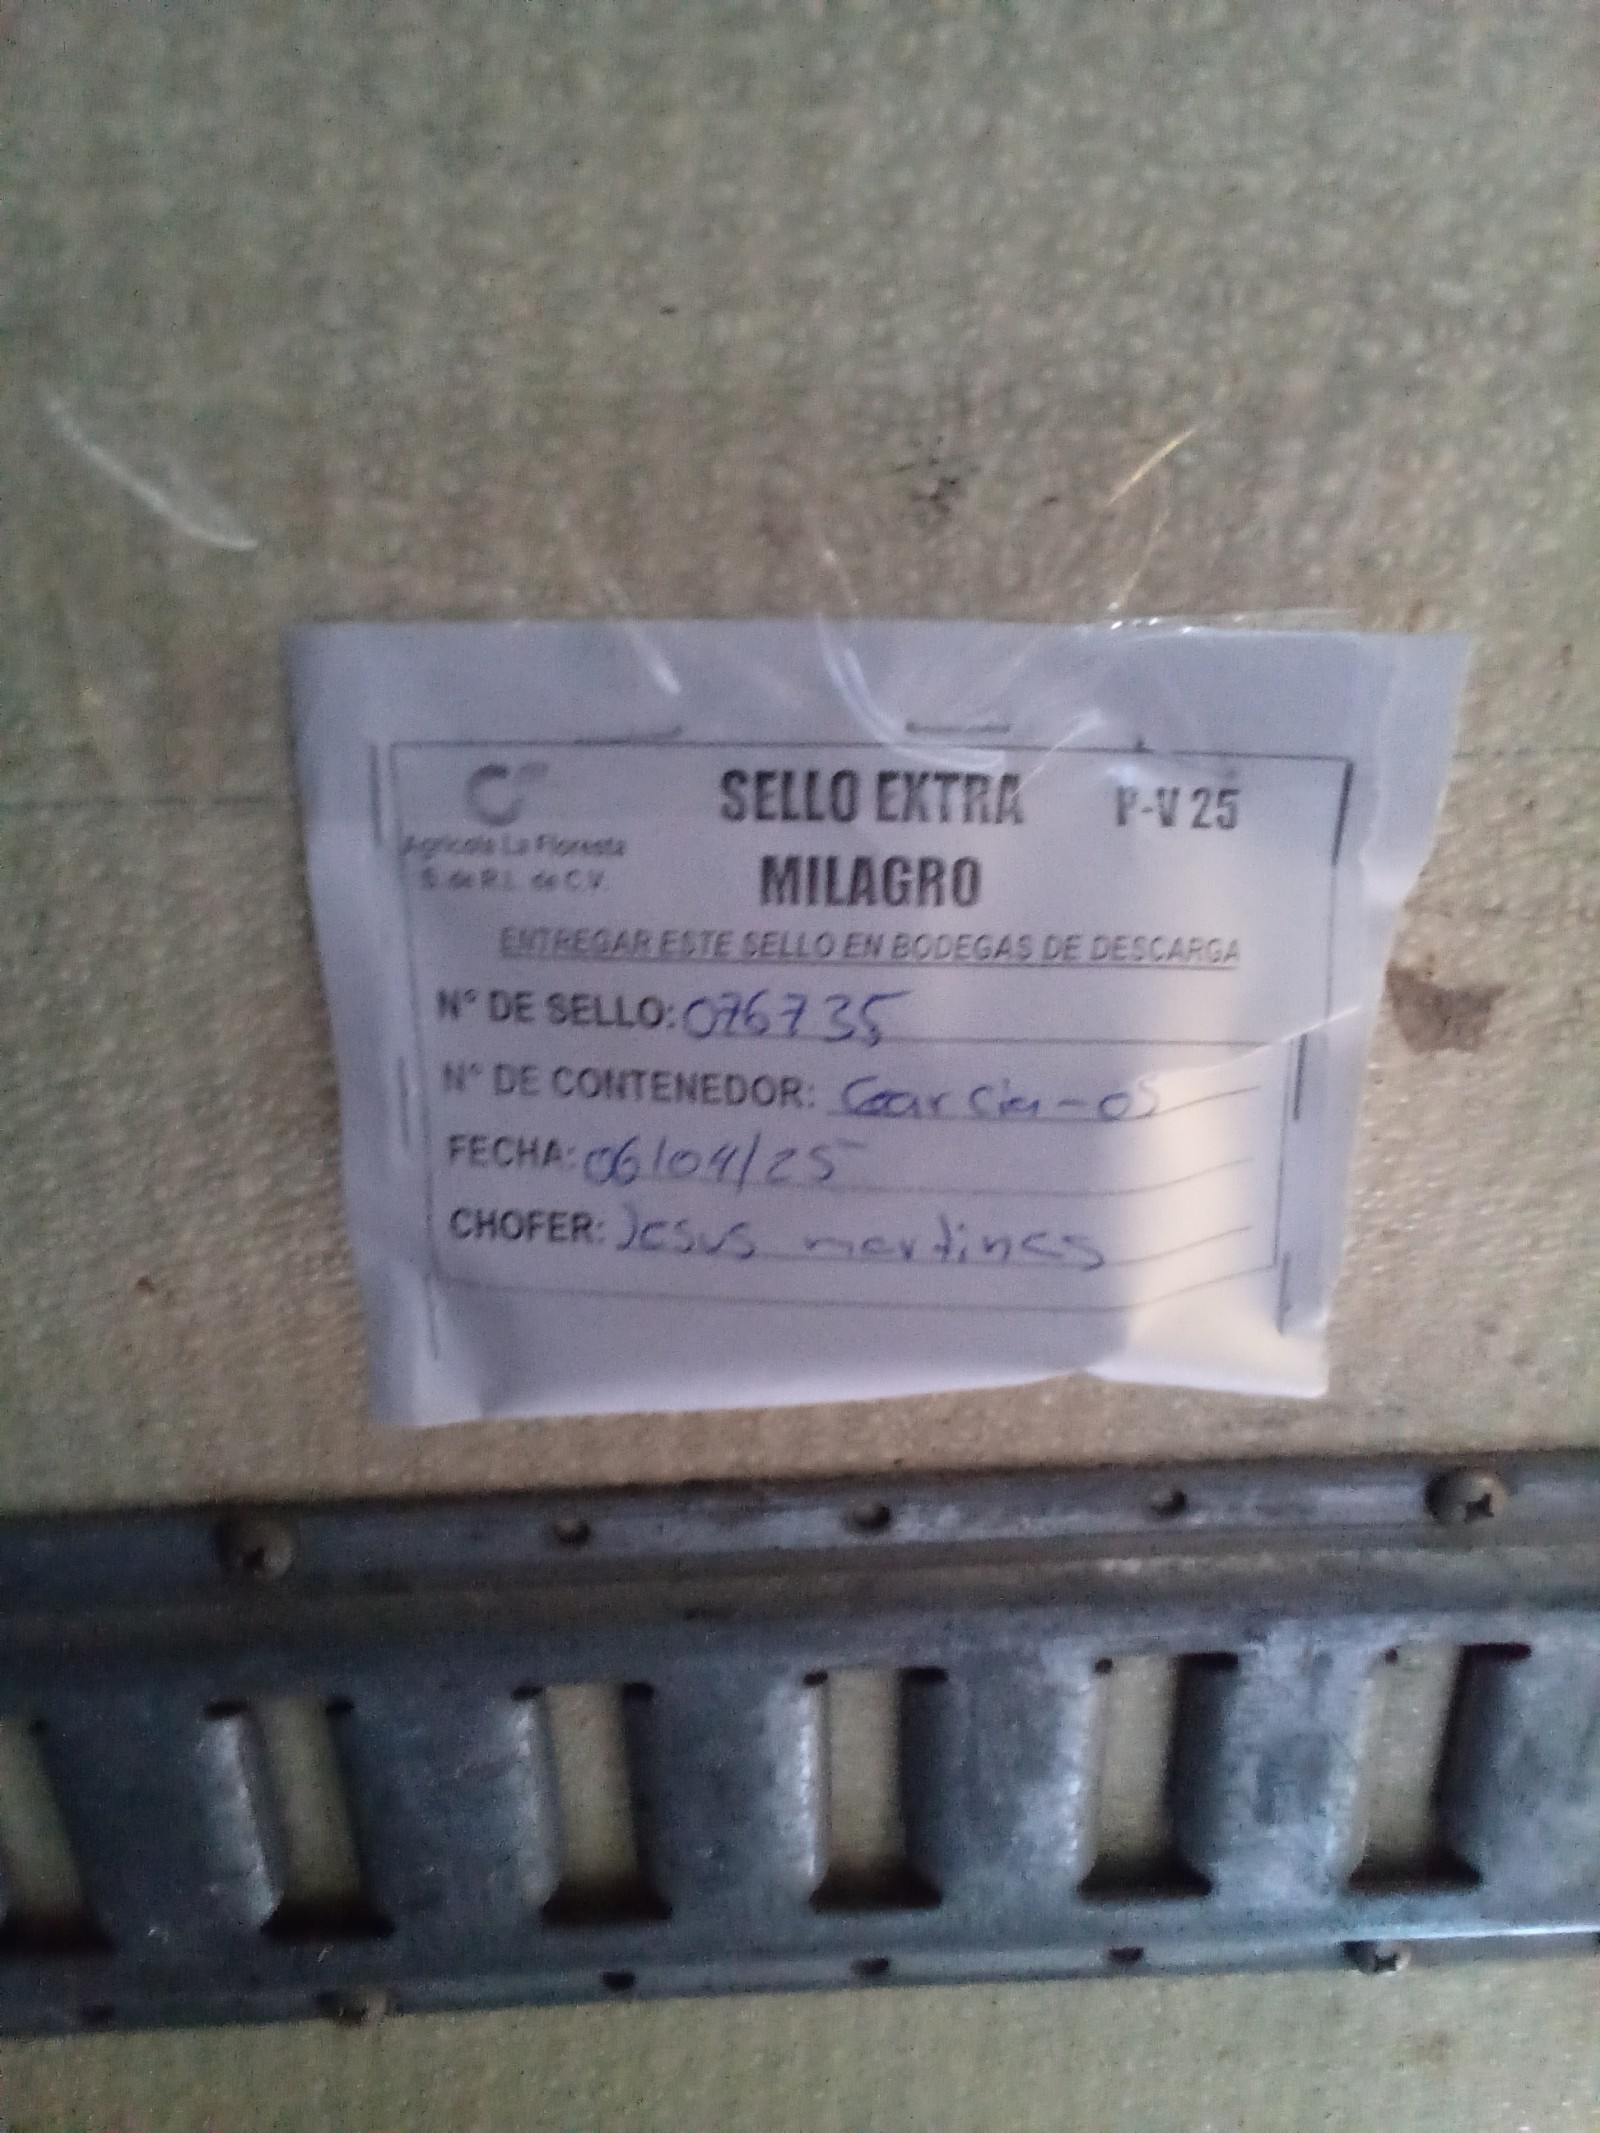 SELLO EXTRA P-V 25
Agricola La Floresta
S. de R.L. de C.V.
MILAGRO
ENTREGAR ESTE SELLO EN BODEGAS DE DESCARGA
N° DE SELLO: 076735
N° DE CONTENEDOR: Garcia-05
FECHA: 06/04/25
CHOFER: Jesus martines